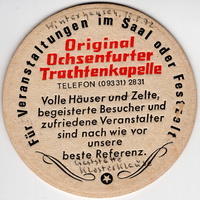 Für Veranstaltungen im Saal oder Festzelt
Original
Ochsenfurter
Trachtenkapelle
TELEFON (09331) 2831
Volle Häuser und Zelte,
begeisterte Besucher und
zufriedene Veranstalter
sind nach wie vor
unsere
beste Referenz.